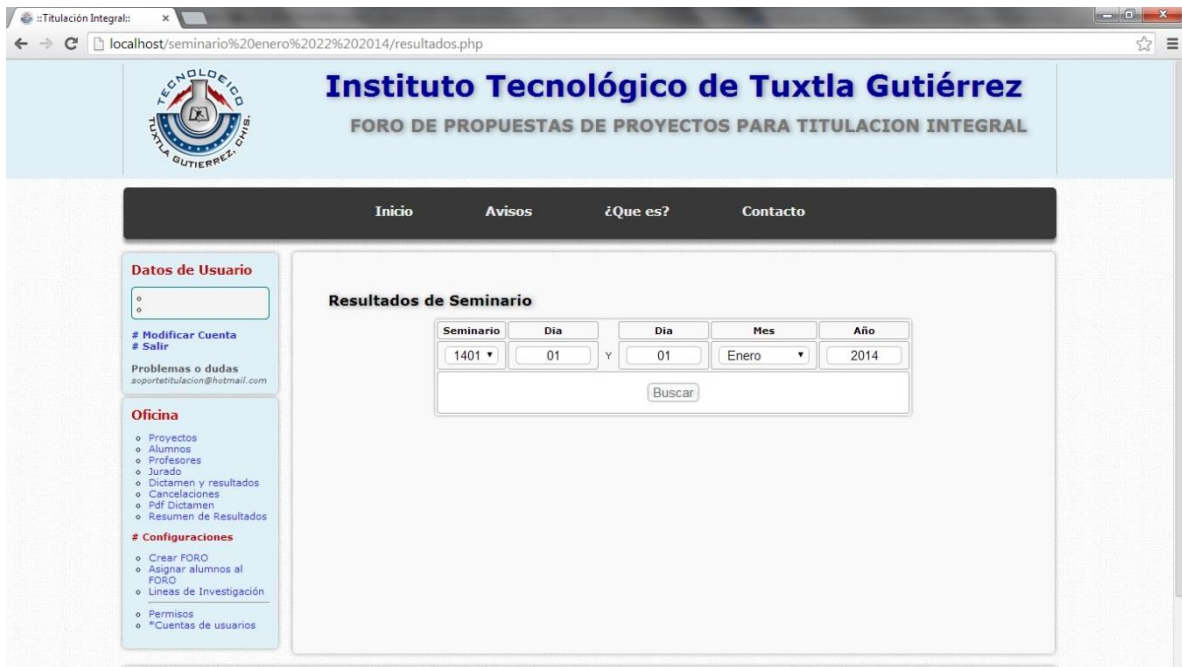 ::Titulación Integral::
localhost/seminario%20enero%2022%202014/resultados.php
TECNOLOGICO
TUXTLA GUTIERREZ, CHIS.
Instituto Tecnológico de Tuxtla Gutiérrez
FORO DE PROPUESTAS DE PROYECTOS PARA TITULACION INTEGRAL
Inicio Avisos ¿Que es? Contacto
Datos de Usuario
# Modificar Cuenta
# Salir
Problemas o dudas
soportetitulacion@hotmail.com
Oficina
Proyectos
Alumnos
Profesores
Jurado
Dictamen y resultados
Cancelaciones
Pdf Dictamen
Resumen de Resultados
# Configuraciones
Crear FORO
Asignar alumnos al
FORO
Lineas de Investigación
Permisos
*Cuentas de usuarios
Resultados de Seminario
Seminario Dia Dia Mes Año
1401 01 Y 01 Enero 2014
Buscar